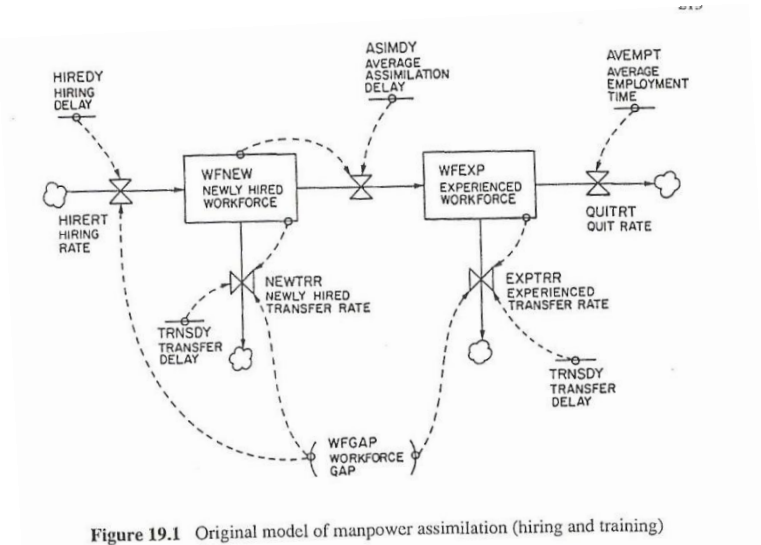 HIREDY
HIRING
DELAY
ASIMDY
AVERAGE
ASSIMILATION
DELAY
AVEMPT
AVERAGE
EMPLOYMENT
TIME
WFNEW
NEWLY HIRED
WORKFORCE
WFEXP
EXPERIENCED
WORKFORCE
HIRERT
HIRING
RATE
QUITRT
QUIT RATE
NEWTRR
NEWLY HIRED
TRANSFER RATE
EXPTRR
EXPERIENCED
TRANSFER RATE
TRNSDY
TRANSFER
DELAY
TRNSDY
TRANSFER
DELAY
WFGAP
WORKFORCE
GAP
Figure 19.1 Original model of manpower assimilation (hiring and training)